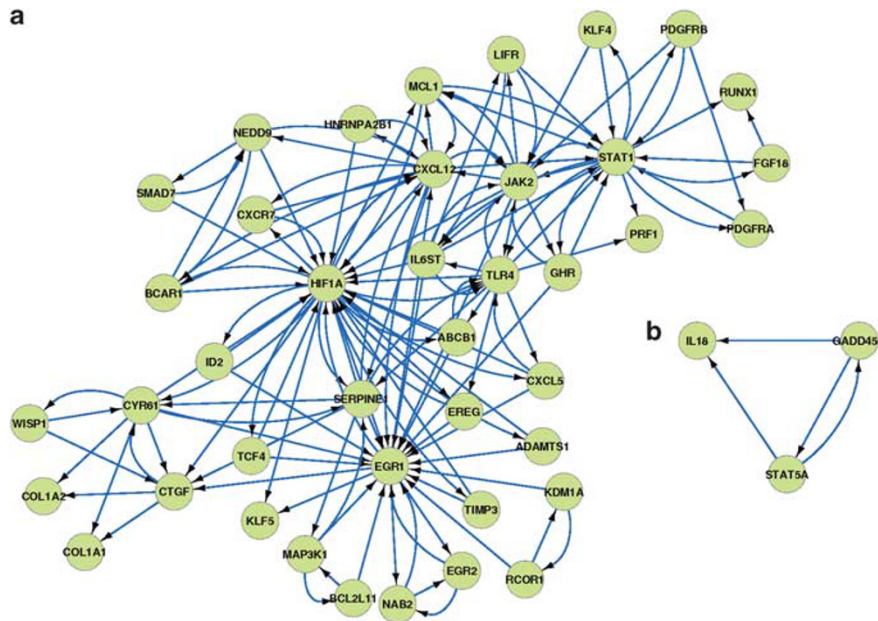 a
KLF4
PDGFRB
LIFR
MCL1
RUNX1
HNRNPA2B1
NEDD9
STAT1
FGF18
CXCL12
JAK2
SMAD7
CXCR7
PRF1
PDGFRA
IL6ST
TLR4
GHR
HIF1A
BCAR1
b
ABCB1
IL18
GADD45
ID2
CXCL5
SERPINE1
CYR61
EREG
WISP1
ADAMTS1
TCF4
EGR1
STAT5A
COL1A2
CTGF
KDM1A
TIMP3
KLF5
COL1A1
MAP3K1
EGR2
RCOR1
BCL2L11
NAB2